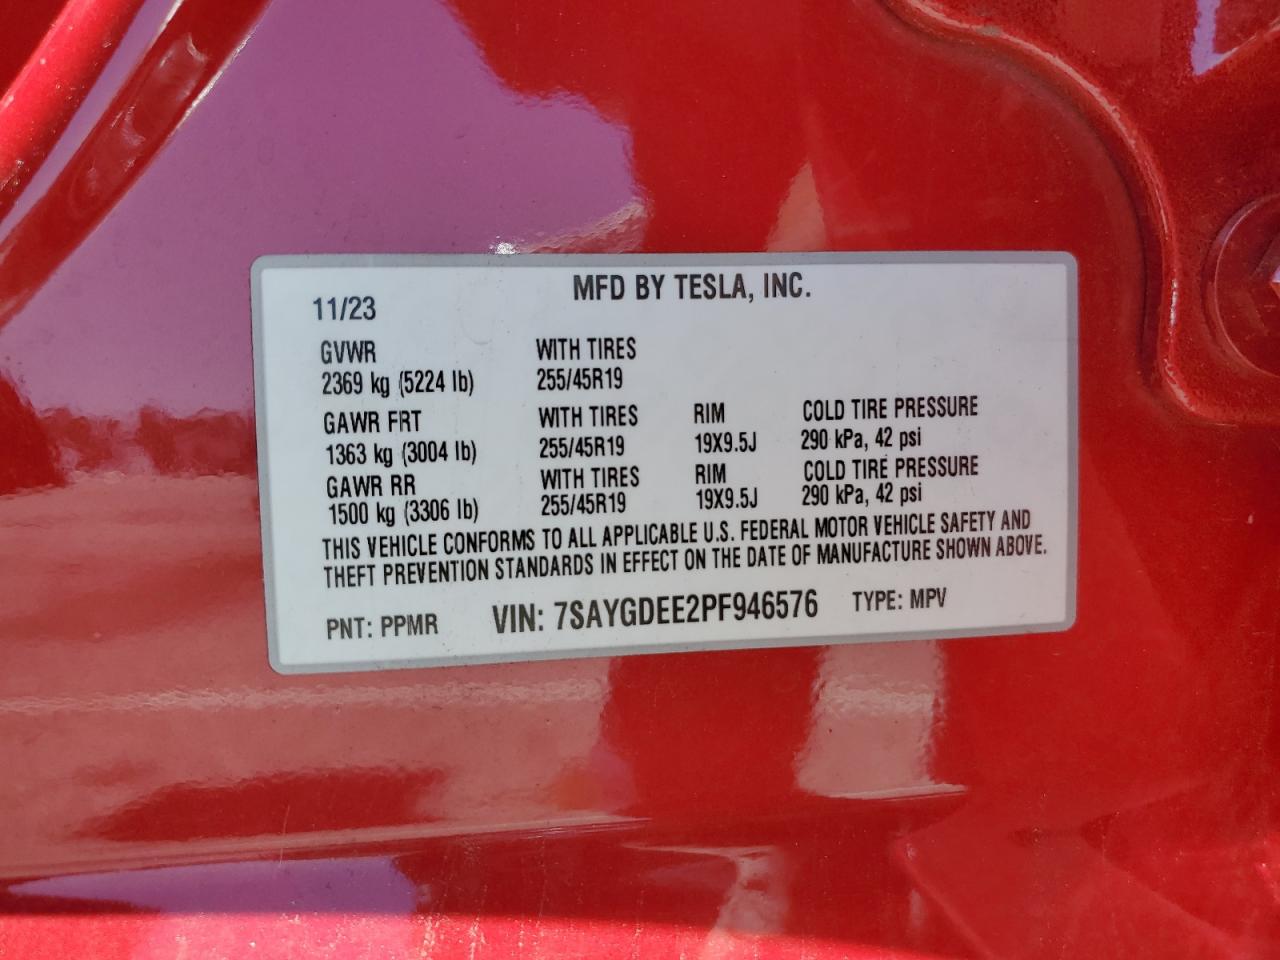 MFD BY TESLA, INC.
11/23
GVWR WITH TIRES
2369 kg (5224 lb) 255/45R19
GAWR FRT WITH TIRES RIM COLD TIRE PRESSURE
1363 kg (3004 lb) 255/45R19 19X9.5J 290 kPa, 42 psi
GAWR RR WITH TIRES RIM COLD TIRE PRESSURE
1500 kg (3306 lb) 255/45R19 19X9.5J 290 kPa, 42 psi
THIS VEHICLE CONFORMS TO ALL APPLICABLE U.S. FEDERAL MOTOR VEHICLE SAFETY AND
THEFT PREVENTION STANDARDS IN EFFECT ON THE DATE OF MANUFACTURE SHOWN ABOVE.
PNT: PPMR VIN: 7SAYGDEE2PF946576 TYPE: MPV